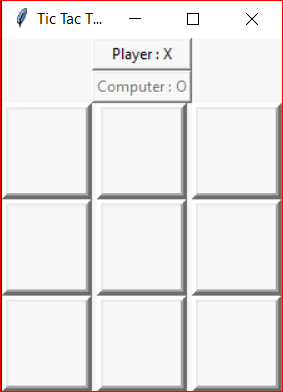 Tic Tac T...
Player : X
Computer : O